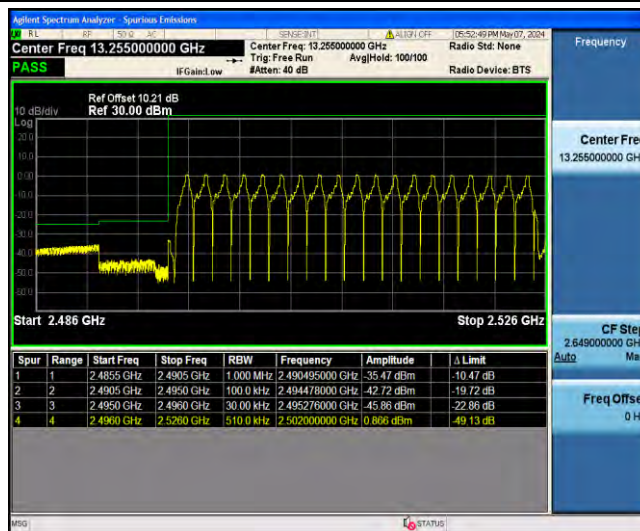 Agilent Spectrum Analyzer - Spurious Emissions
RL RF 50 Ω AC SENSE:INT ALIGN OFF 05:52:49 PM May 07, 2024
Center Freq 13.255000000 GHz
Center Freq: 13.255000000 GHz
Radio Std: None
PASS
Trig: Free Run Avg|Hold: 100/100
IFGain:Low #Atten: 40 dB
Radio Device: BTS
Ref Offset 10.21 dB
10 dB/div Ref 30.00 dBm
Log
20.0
10.0
0.00
-10.0
-20.0
-30.0
-40.0
-50.0
-60.0
Start 2.486 GHz Stop 2.526 GHz
Spur Range Start Freq Stop Freq RBW Frequency Amplitude Δ Limit
1 1 2.4855 GHz 2.4905 GHz 1.000 MHz 2.490495000 GHz -35.47 dBm -10.47 dB
2 2 2.4905 GHz 2.4950 GHz 100.0 kHz 2.494478000 GHz -42.72 dBm -19.72 dB
3 3 2.4950 GHz 2.4960 GHz 30.00 kHz 2.495276000 GHz -45.86 dBm -22.86 dB
4 4 2.4960 GHz 2.5260 GHz 510.0 kHz 2.502000000 GHz 0.866 dBm -49.13 dB
MSG STATUS
Frequency
Center Fre
13.255000000 GH
CF Ste
2.649000000 GH
Auto Ma
Freq Offse
0 H